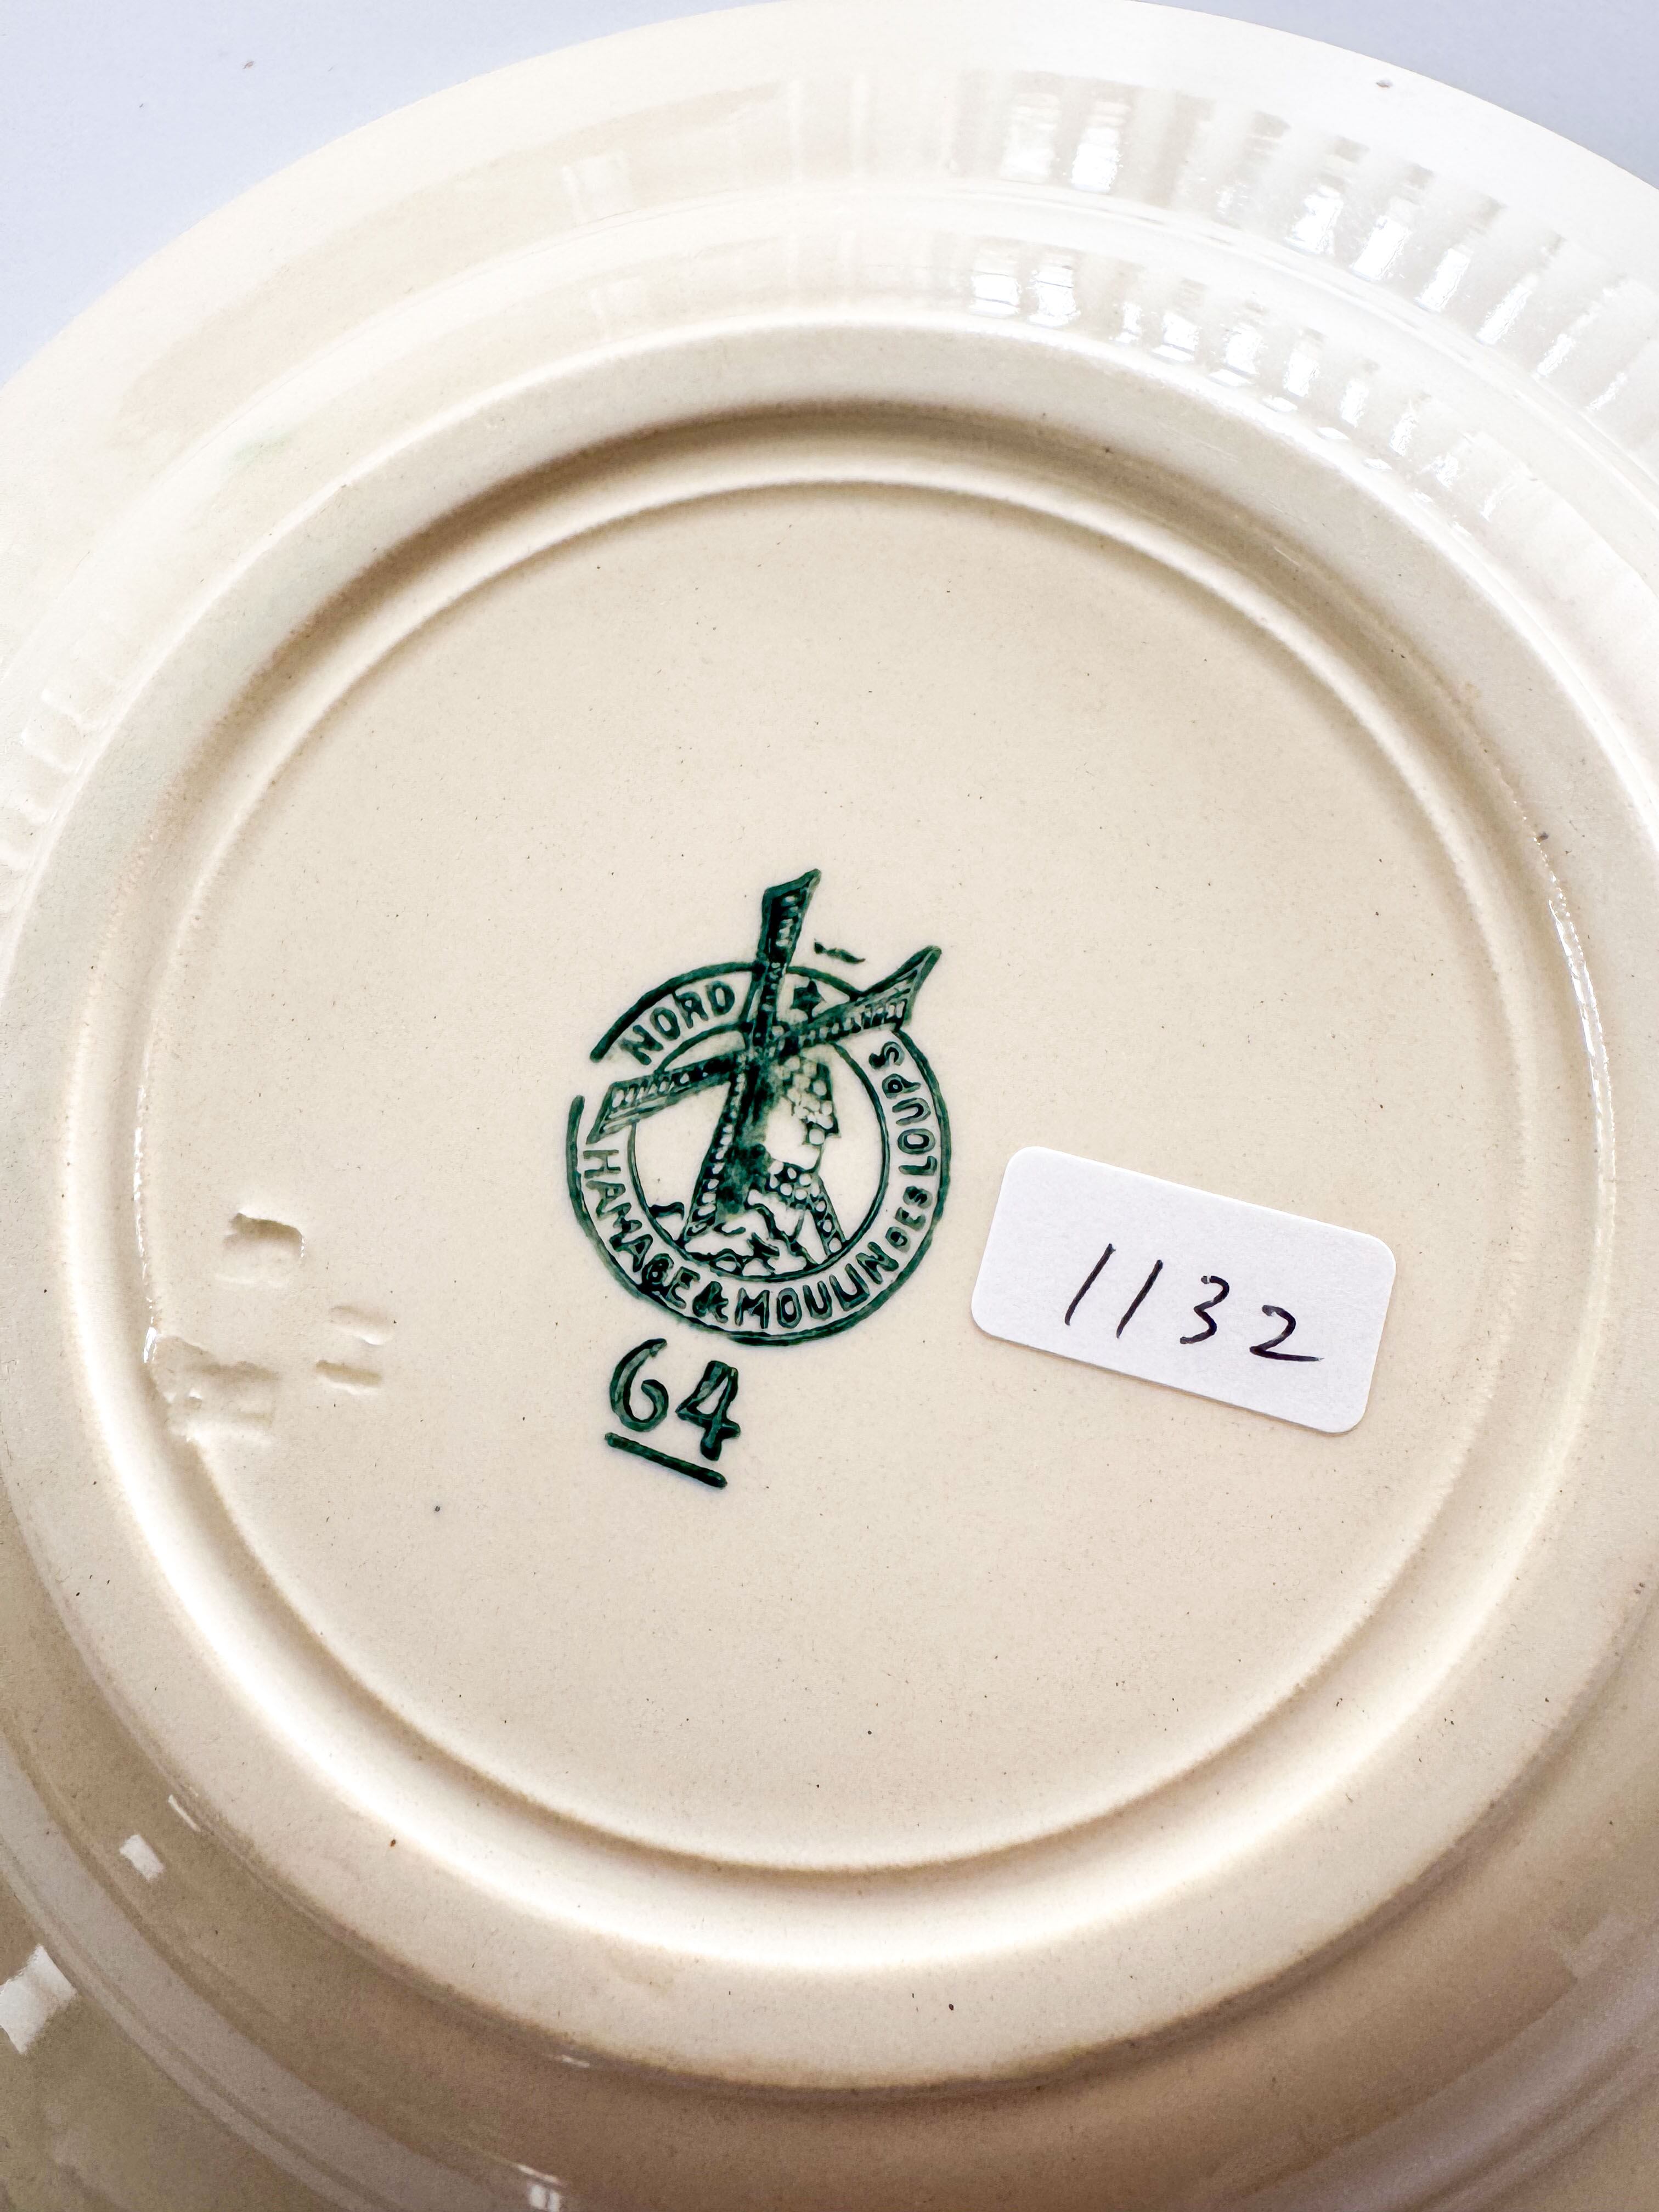 NORD
HAMAGE & MOULIN DES LOUPS
64
1132